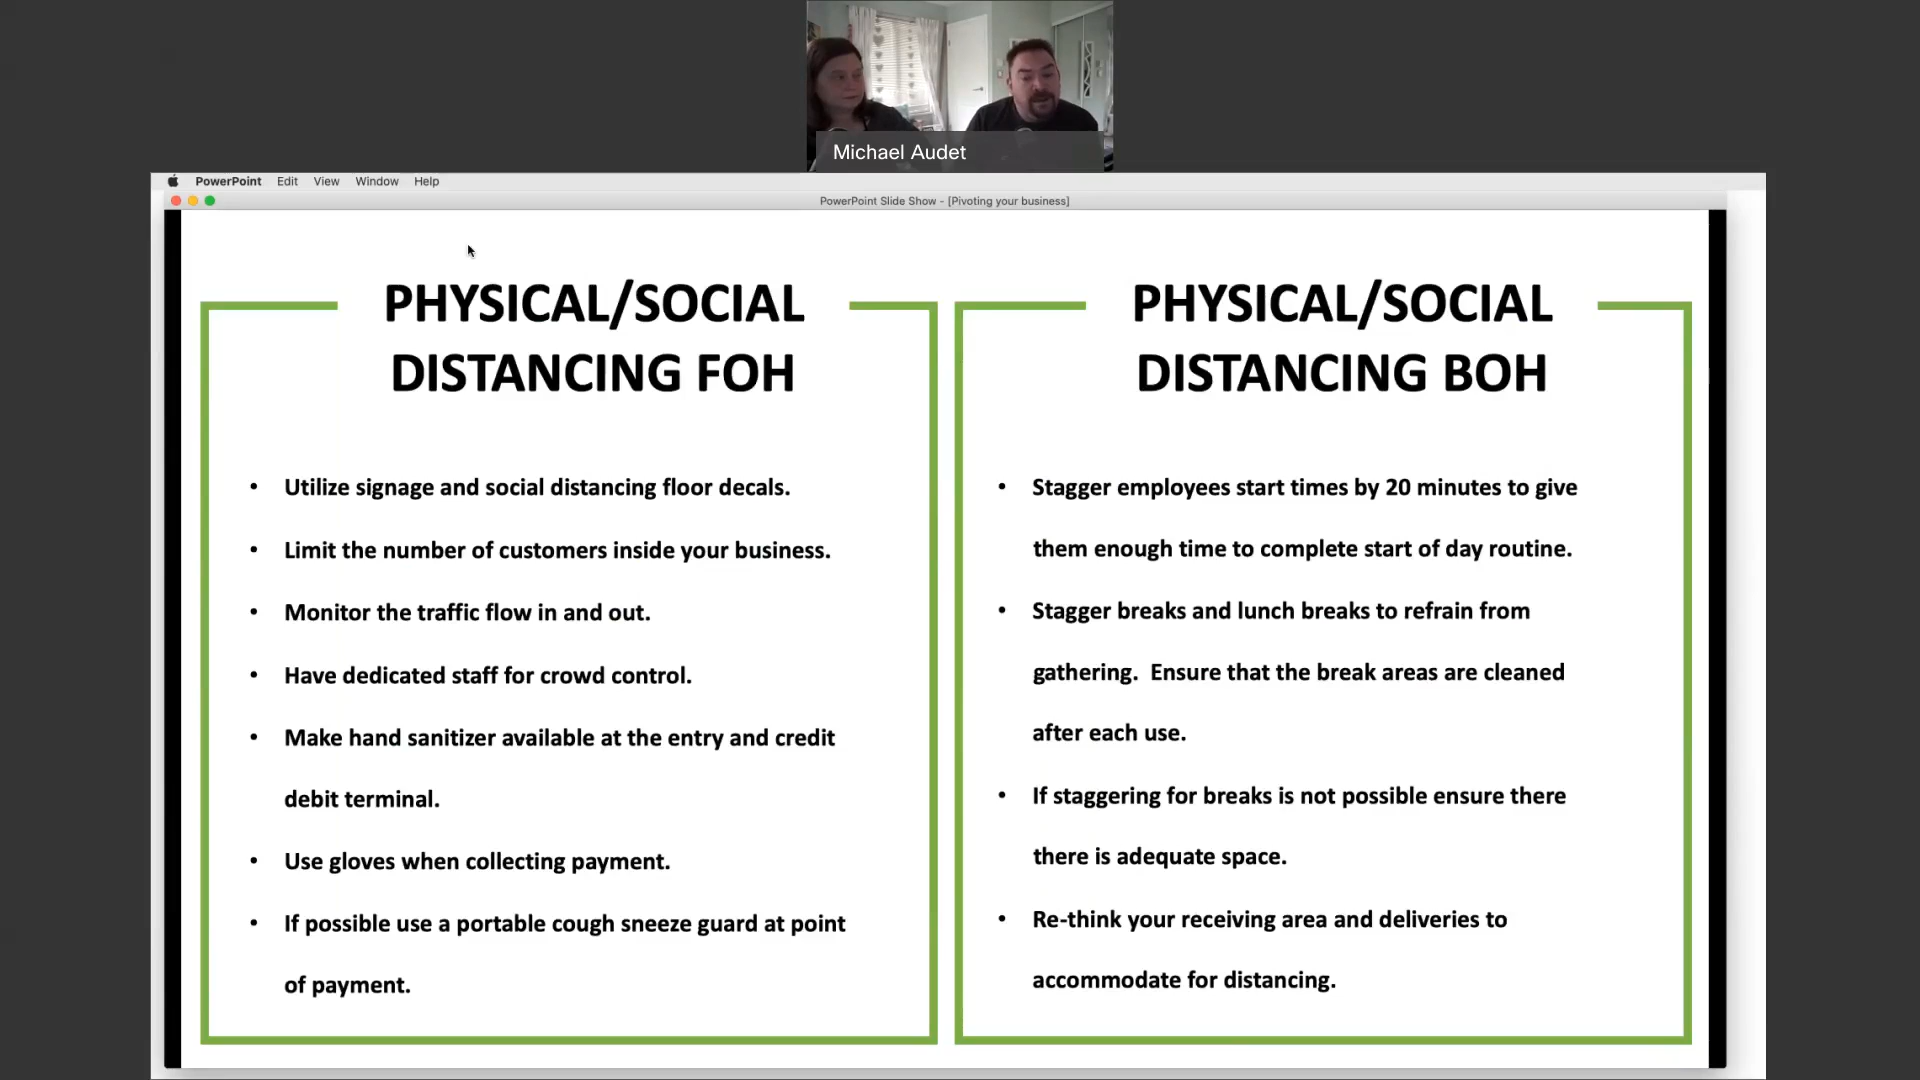 Michael Audet
PowerPoint Edit View Window Help
PowerPoint Slide Show - [Pivoting your business]
PHYSICAL/SOCIAL
DISTANCING FOH
• Utilize signage and social distancing floor decals.
• Limit the number of customers inside your business.
• Monitor the traffic flow in and out.
• Have dedicated staff for crowd control.
• Make hand sanitizer available at the entry and credit
debit terminal.
• Use gloves when collecting payment.
• If possible use a portable cough sneeze guard at point
of payment.
PHYSICAL/SOCIAL
DISTANCING BOH
• Stagger employees start times by 20 minutes to give
them enough time to complete start of day routine.
• Stagger breaks and lunch breaks to refrain from
gathering.  Ensure that the break areas are cleaned
after each use.
• If staggering for breaks is not possible ensure there
there is adequate space.
• Re-think your receiving area and deliveries to
accommodate for distancing.